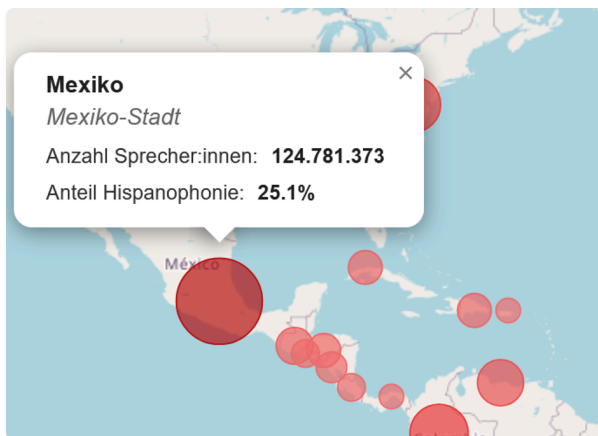 Mexiko
×
Mexiko-Stadt
Anzahl Sprecher:innen: 124.781.373
Anteil Hispanophonie: 25.1%
México